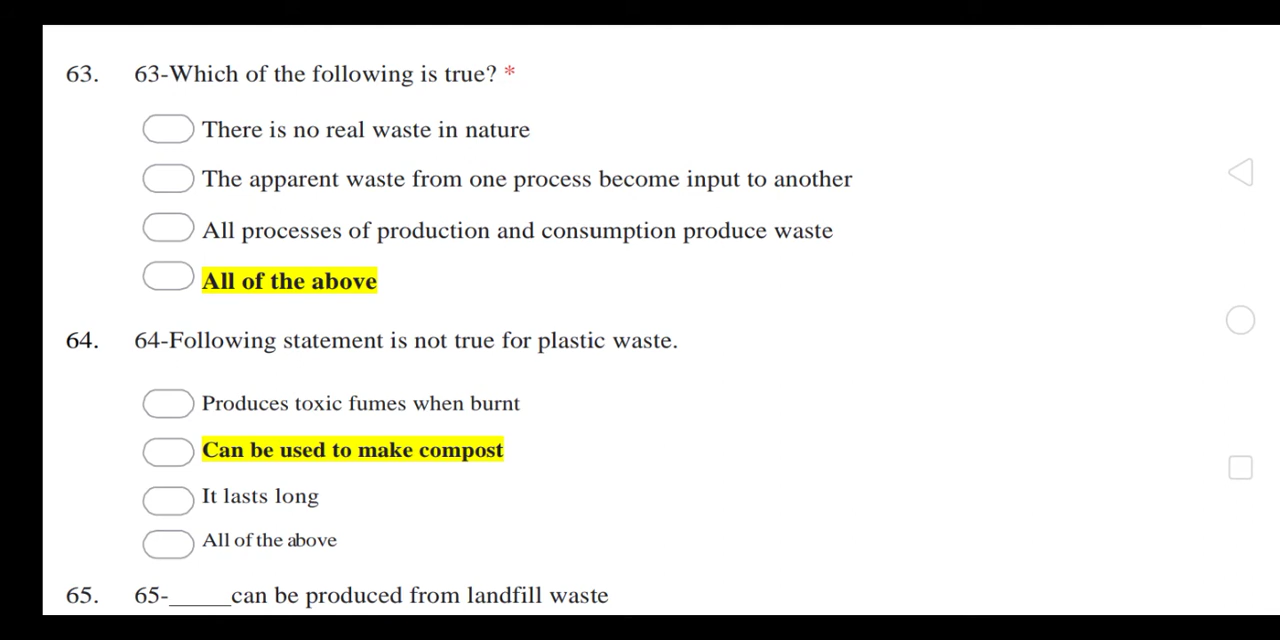 63. 63-Which of the following is true? *
There is no real waste in nature
The apparent waste from one process become input to another
All processes of production and consumption produce waste
All of the above
64. 64-Following statement is not true for plastic waste.
Produces toxic fumes when burnt
Can be used to make compost
It lasts long
All of the above
65. 65-_____can be produced from landfill waste